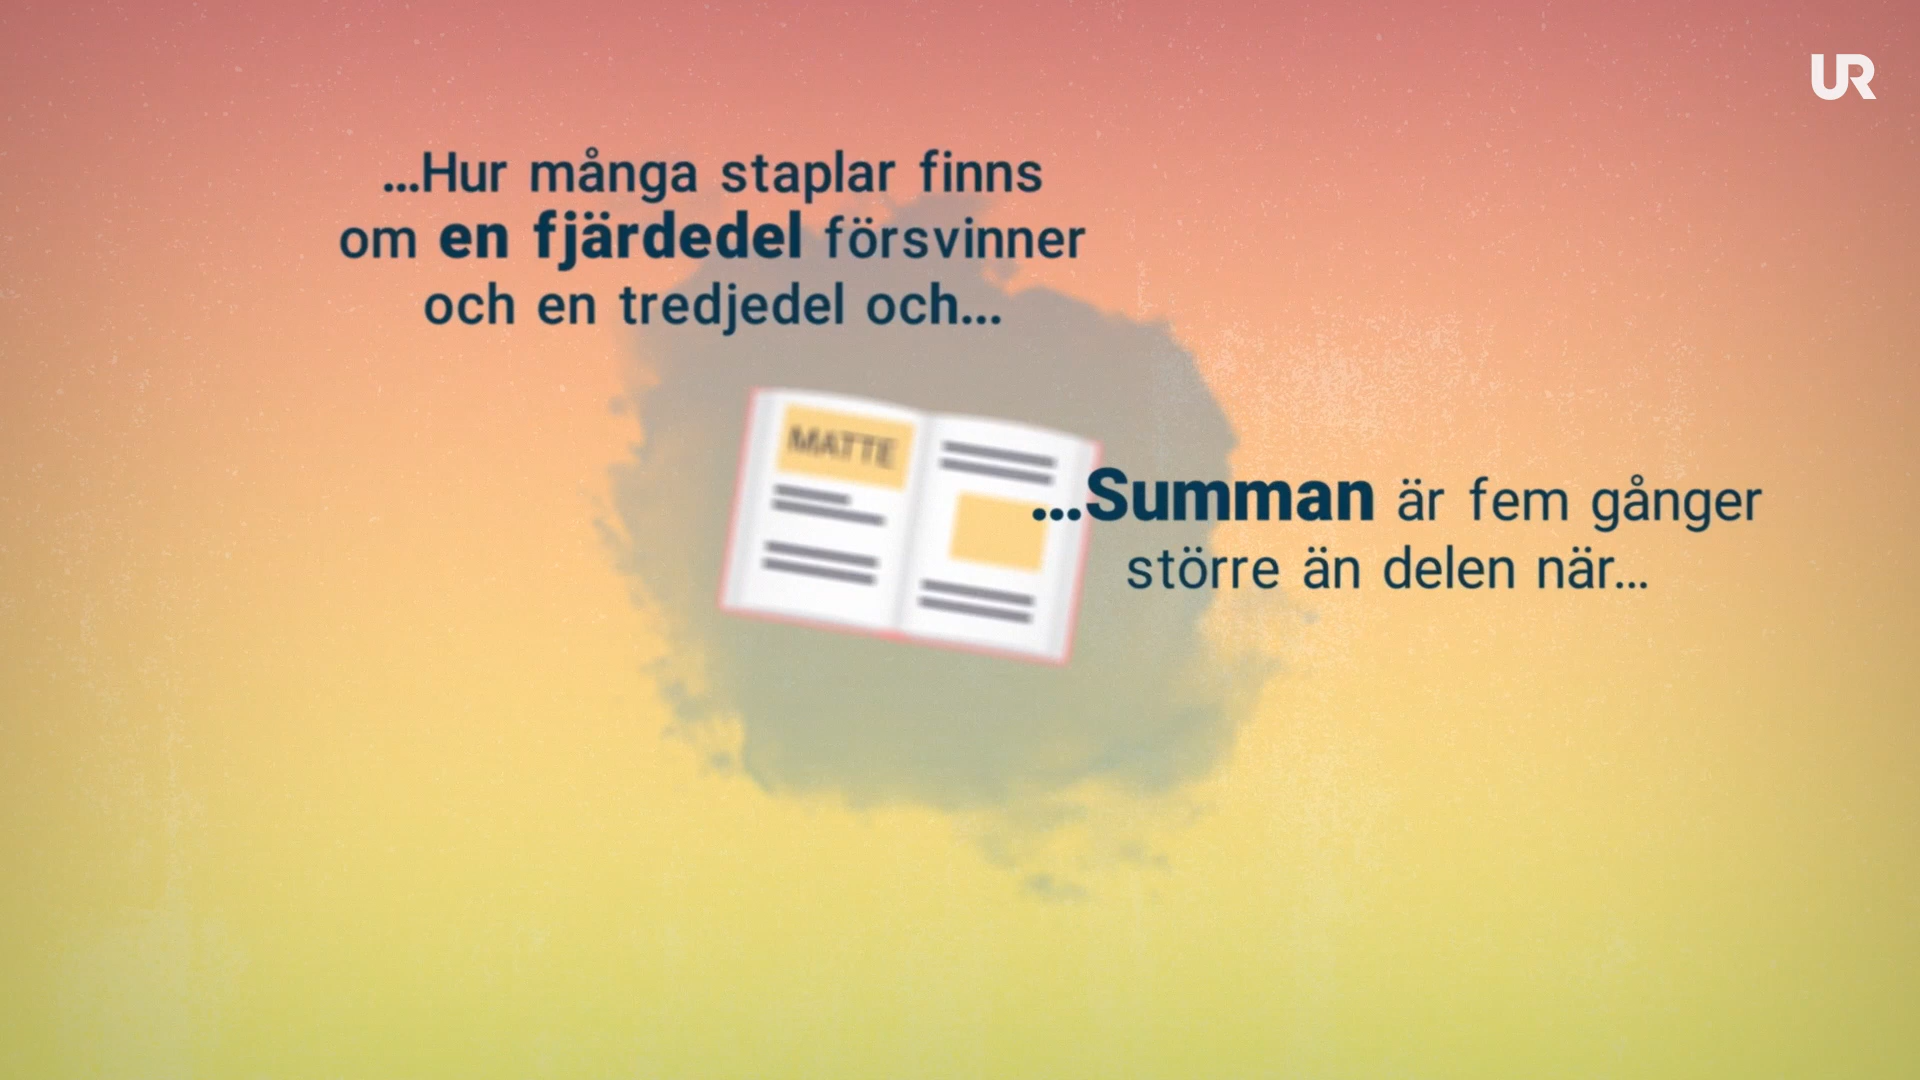 UR
…Hur många staplar finns
om en fjärdedel försvinner
och en tredjedel och…
MATTE
…Summan är fem gånger
större än delen när…